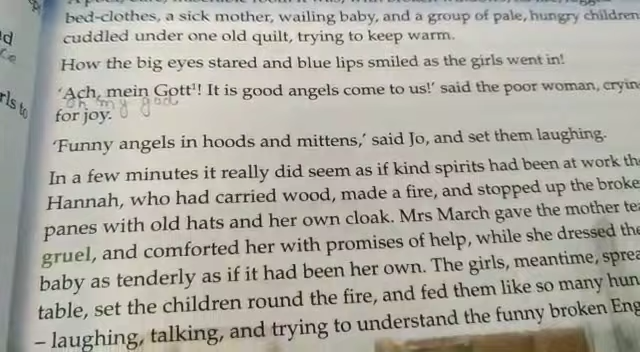 bed-clothes, a sick mother, wailing baby, and a group of pale, hungry children
cuddled under one old quilt, trying to keep warm.
How the big eyes stared and blue lips smiled as the girls went in!
'Ach, mein Gott¹! It is good angels come to us!' said the poor woman, cryin
oh my god
for joy.
'Funny angels in hoods and mittens,' said Jo, and set them laughing.
In a few minutes it really did seem as if kind spirits had been at work th
Hannah, who had carried wood, made a fire, and stopped up the broke
panes with old hats and her own cloak. Mrs March gave the mother tea
gruel, and comforted her with promises of help, while she dressed the
baby as tenderly as if it had been her own. The girls, meantime, sprea
table, set the children round the fire, and fed them like so many hun
– laughing, talking, and trying to understand the funny broken Eng
rls to